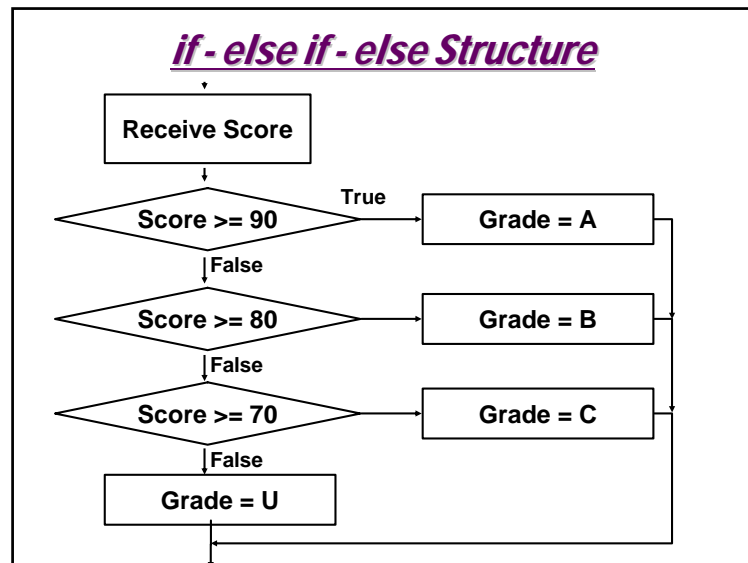 if - else if - else Structure
Receive Score
True
Score >= 90
Grade = A
False
Score >= 80
Grade = B
False
Score >= 70
Grade = C
False
Grade = U